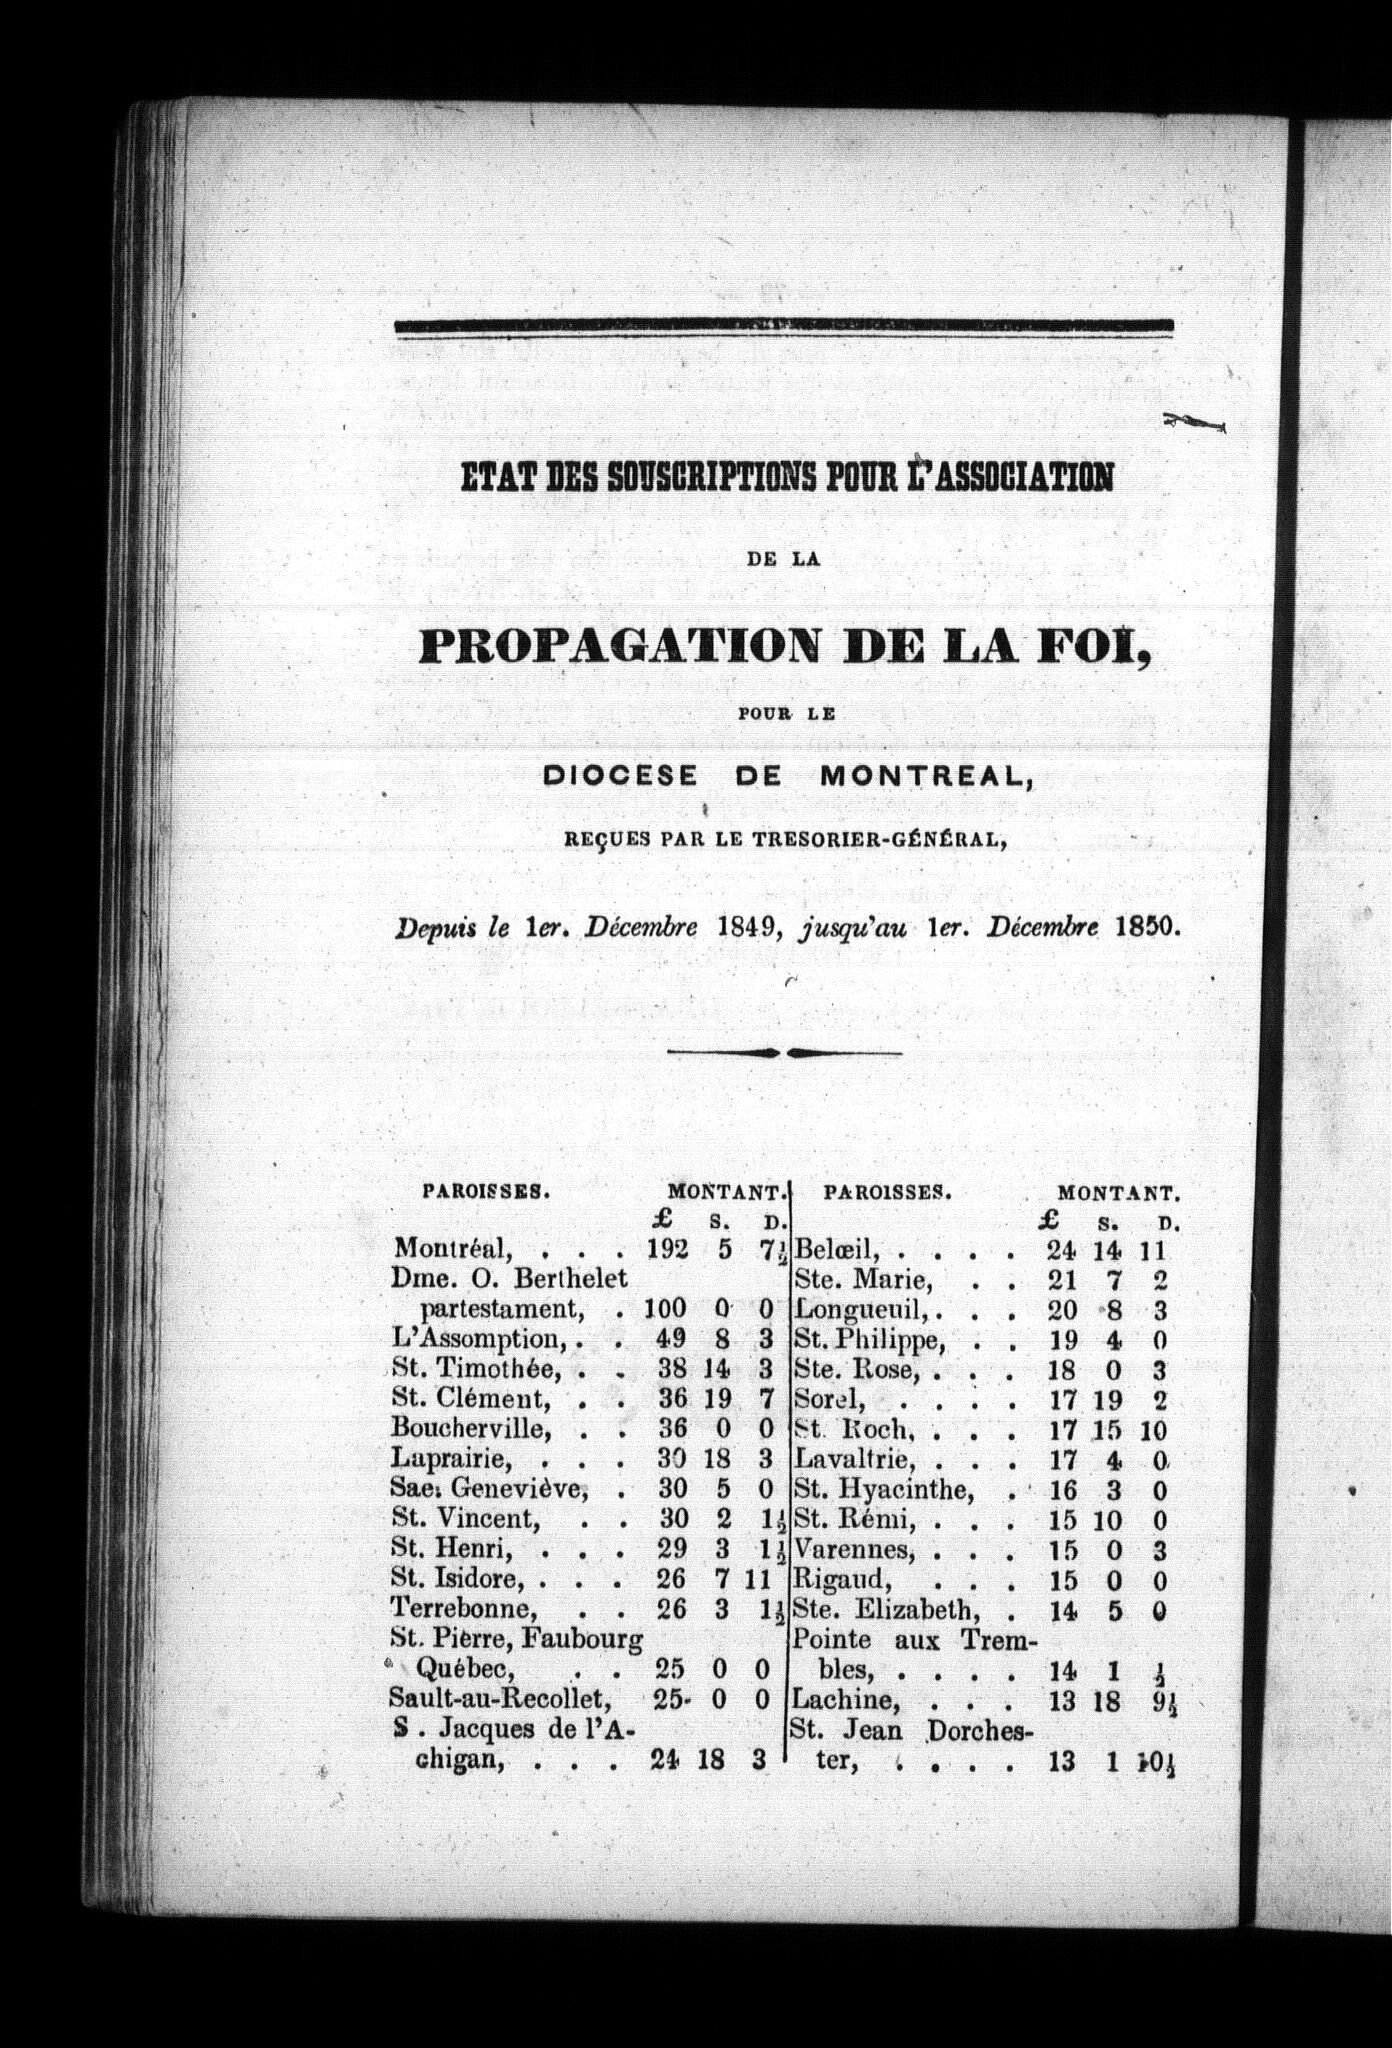 ETAT DES SOUSCRIPTIONS POUR L'ASSOCIATION
DE LA
PROPAGATION DE LA FOI,
POUR LE
DIOCESE DE MONTREAL,
REÇUES PAR LE TRESORIER-GÉNÉRAL,
Depuis le 1er. Décembre 1849, jusqu'au 1er. Décembre 1850.
PAROISSES. MONTANT.
£ S. D.
Montréal, . . . 192 5 7½
Dme. O. Berthelet
partestament, . 100 0 0
L'Assomption, . . 49 8 3
St. Timothée, . . 38 14 3
St. Clément, . . 36 19 7
Boucherville, . . 36 0 0
Laprairie, . . . 30 18 3
Sae. Geneviève, . 30 5 0
St. Vincent, . . 30 2 1½
St. Henri, . . . 29 3 1½
St. Isidore, . . . 26 7 11
Terrebonne, . . 26 3 1½
St. Pierre, Faubourg
Québec, . . 25 0 0
Sault-au-Recollet, 25 0 0
S . Jacques de l'A-
chigan, . . . 24 18 3
PAROISSES. MONTANT.
£ S. D.
Belœil, . . . . 24 14 11
Ste. Marie, . . 21 7 2
Longueuil, . . . 20 8 3
St. Philippe, . . 19 4 0
Ste. Rose, . . . 18 0 3
Sorel, . . . . 17 19 2
St. Roch, . . . 17 15 10
Lavaltrie, . . . 17 4 0
St. Hyacinthe, . 16 3 0
St. Rémi, . . . 15 10 0
Varennes, . . . 15 0 3
Rigaud, . . . 15 0 0
Ste. Elizabeth, . 14 5 0
Pointe aux Trem-
bles, . . . . 14 1 ½
Lachine, . . . 13 18 9½
St. Jean Dorches-
ter, . . . . 13 1 10½